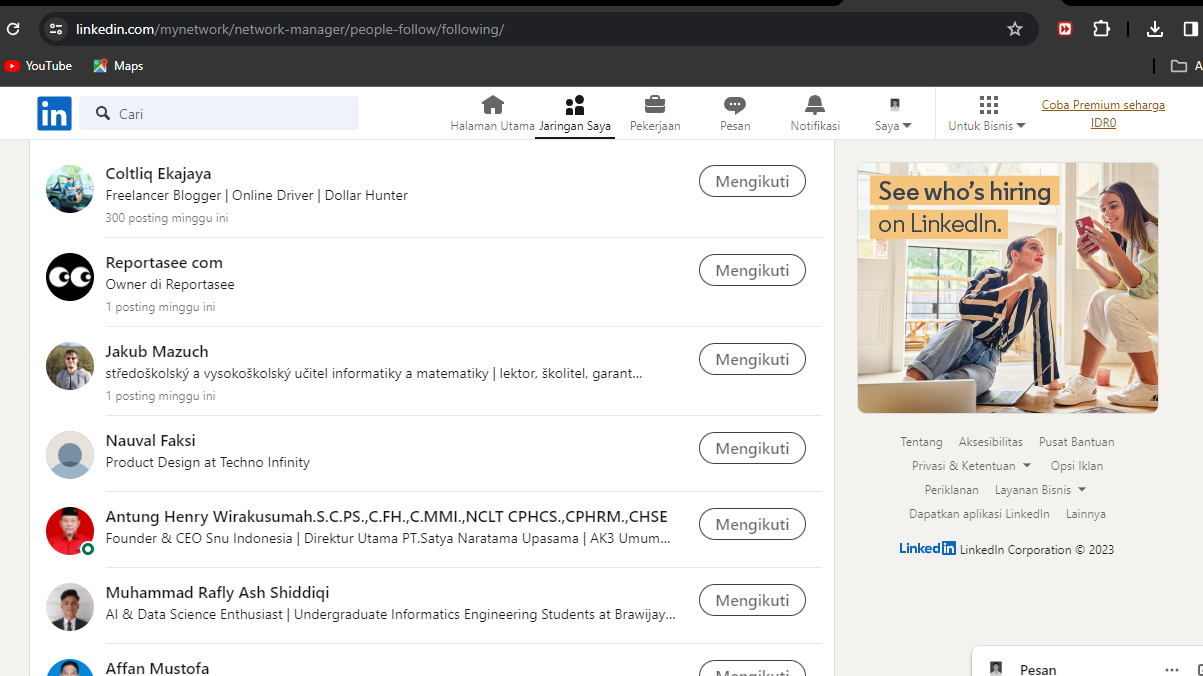 linkedin.com/mynetwork/network-manager/people-follow/following/
YouTube
Maps
in
Cari
Halaman Utama
Jaringan Saya
Pekerjaan
Pesan
Notifikasi
Saya
Untuk Bisnis
Coba Premium seharga
IDR0
Coltliq Ekajaya
Freelancer Blogger | Online Driver | Dollar Hunter
300 posting minggu ini
Mengikuti
Reportasee com
Owner di Reportasee
1 posting minggu ini
Mengikuti
Jakub Mazuch
středoškolský a vysokoškolský učitel informatiky a matematiky | lektor, školitel, garant...
1 posting minggu ini
Mengikuti
Nauval Faksi
Product Design at Techno Infinity
Mengikuti
Antung Henry Wirakusumah.S.C.PS.,C.FH.,C.MMI.,NCLT CPHCS.,CPHRM.,CHSE
Founder & CEO Snu Indonesia | Direktur Utama PT.Satya Naratama Upasama | AK3 Umum...
Mengikuti
Muhammad Rafly Ash Shiddiqi
AI & Data Science Enthusiast | Undergraduate Informatics Engineering Students at Brawijay...
Mengikuti
Affan Mustofa
Mengikuti
See who's hiring
on LinkedIn.
Tentang Aksesibilitas Pusat Bantuan
Privasi & Ketentuan Opsi Iklan
Periklanan Layanan Bisnis
Dapatkan aplikasi LinkedIn Lainnya
LinkedIn LinkedIn Corporation © 2023
Pesan